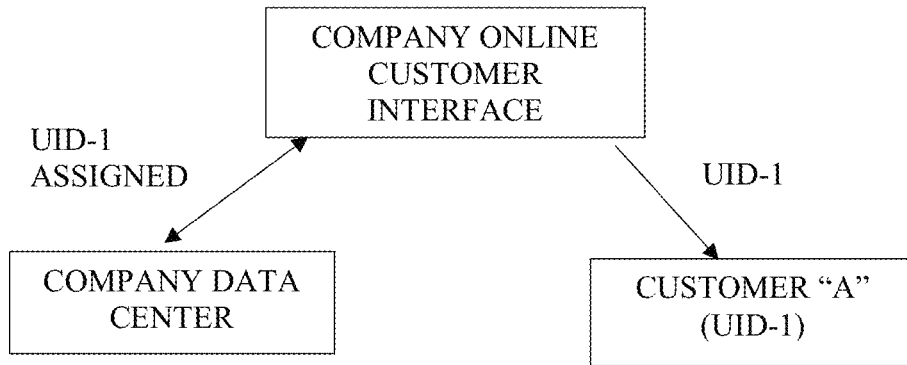 COMPANY ONLINE
CUSTOMER
INTERFACE
UID-1
ASSIGNED
UID-1
COMPANY DATA
CENTER
CUSTOMER “A”
(UID-1)